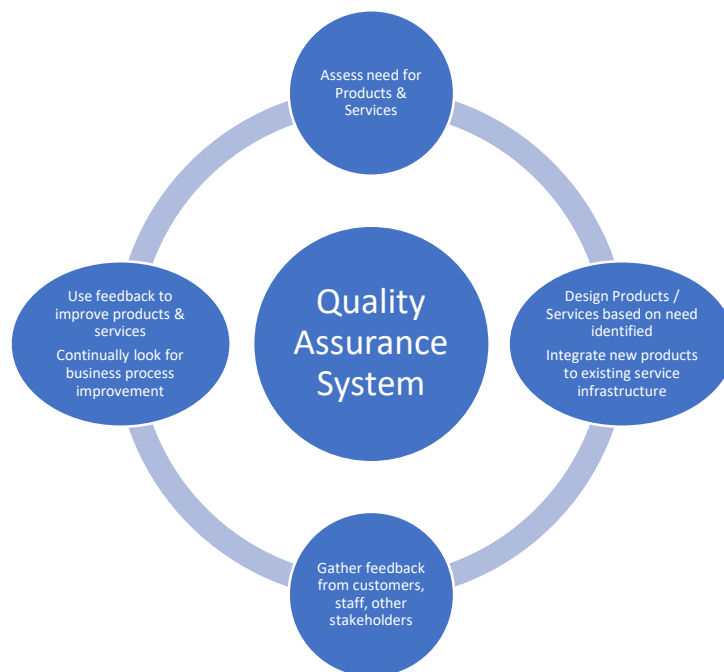 Assess need for
Products &
Services
Use feedback to
improve products &
services
Continually look for
business process
improvement
Quality
Assurance
System
Design Products /
Services based on need
identified
Integrate new products
to existing service
infrastructure
Gather feedback
from customers,
staff, other
stakeholders